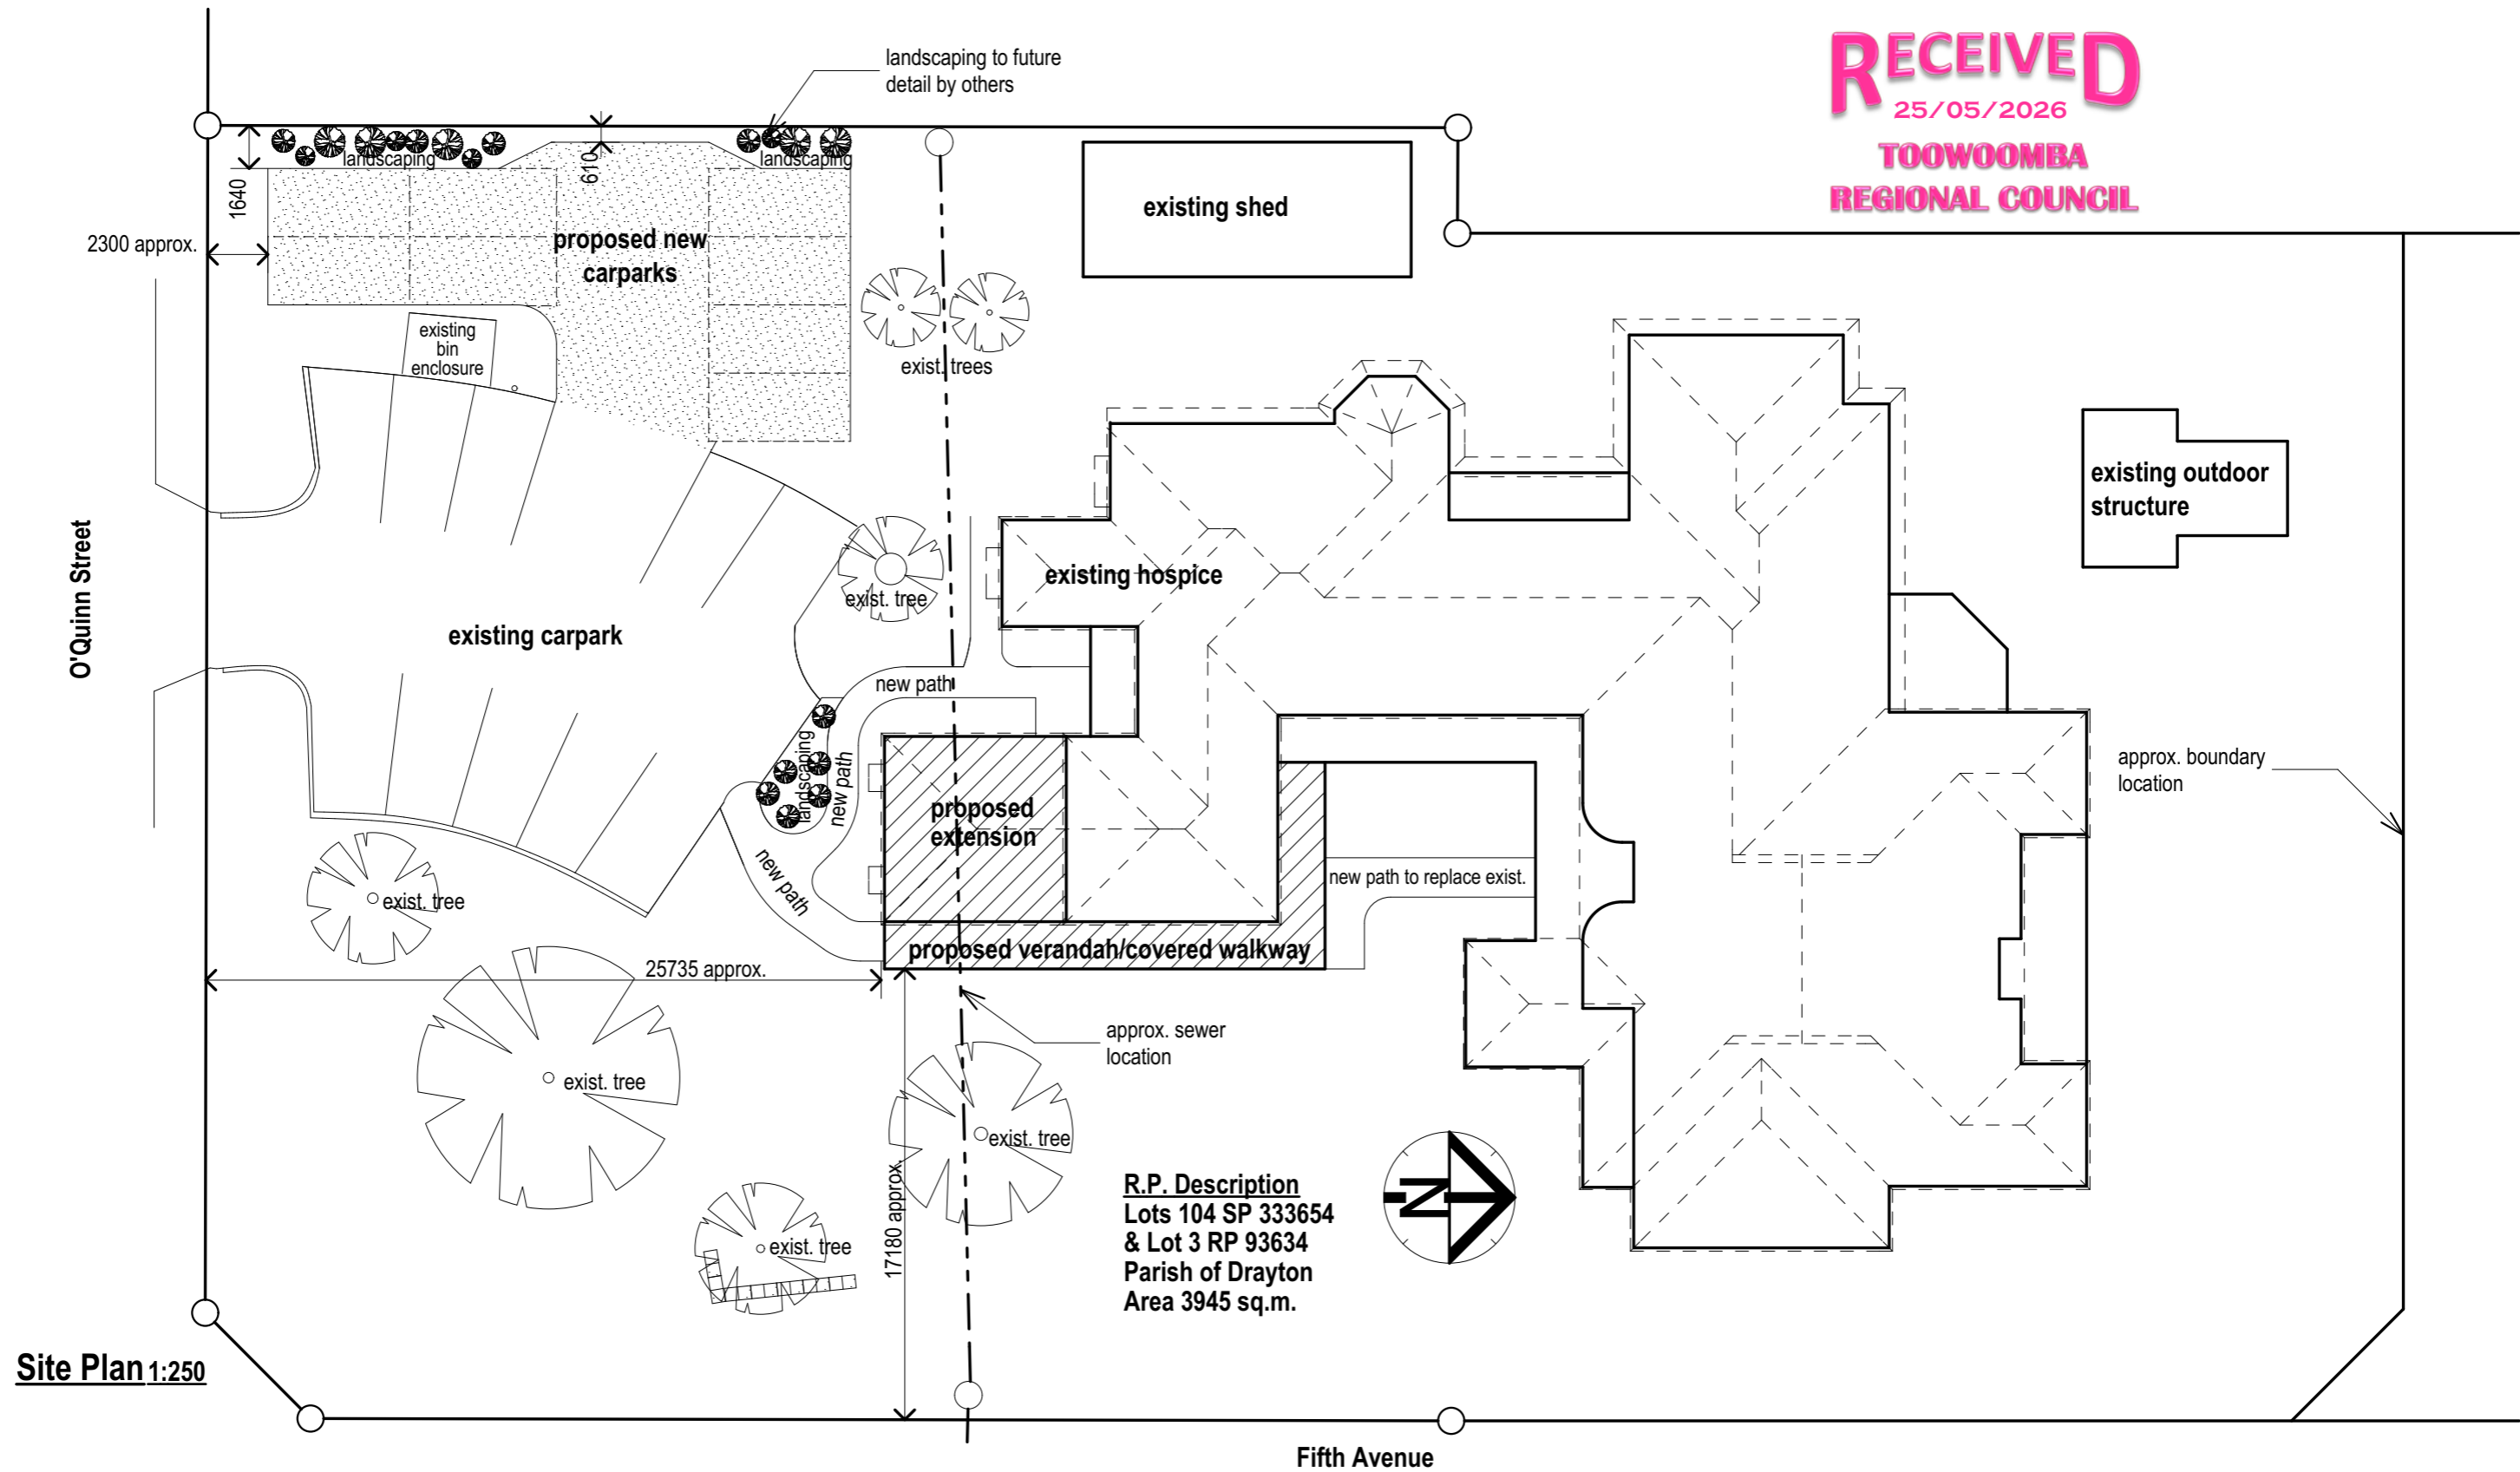 landscaping to future
detail by others
RECEIVED
25/05/2026
TOOWOOMBA
REGIONAL COUNCIL
landscaping
landscaping
610
1640
2300 approx.
proposed new
carparks
existing shed
existing
bin
enclosure
exist. trees
existing outdoor
structure
O'Quinn Street
existing carpark
exist. tree
existing hospice
new path
landscaping
new path
new path
proposed
extension
approx. boundary
location
new path to replace exist.
exist. tree
proposed verandah/covered walkway
25735 approx.
approx. sewer
location
exist. tree
exist. tree
17180 approx.
exist. tree
R.P. Description
Lots 104 SP 333654
& Lot 3 RP 93634
Parish of Drayton
Area 3945 sq.m.
N
Site Plan 1:250
Fifth Avenue